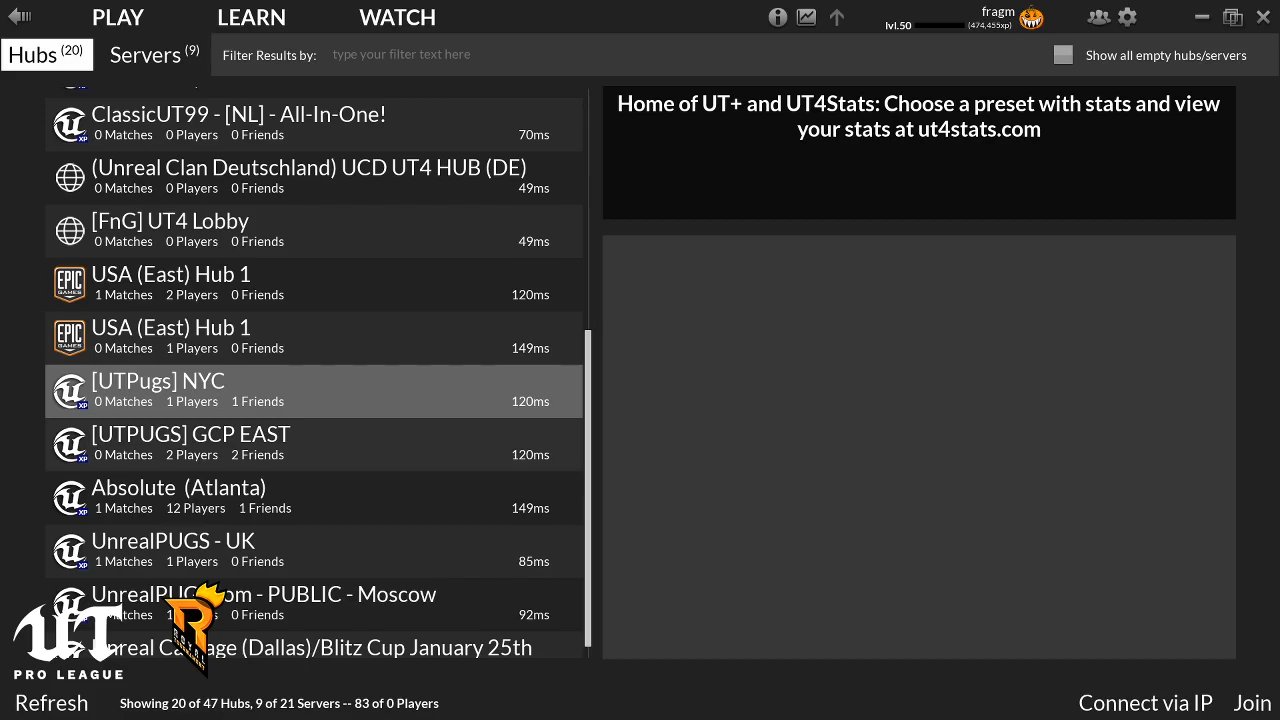 PLAY LEARN WATCH
lvl.50
fragm
(474,455xp)
Hubs (20) Servers (9) Filter Results by: type your filter text here Show all empty hubs/servers
ClassicUT99 - [NL] - All-In-One!
0 Matches 0 Players 0 Friends 70ms
(Unreal Clan Deutschland) UCD UT4 HUB (DE)
0 Matches 0 Players 0 Friends 49ms
[FnG] UT4 Lobby
0 Matches 0 Players 0 Friends 49ms
USA (East) Hub 1
1 Matches 2 Players 0 Friends 120ms
USA (East) Hub 1
0 Matches 1 Players 0 Friends 149ms
[UTPugs] NYC
0 Matches 1 Players 1 Friends 120ms
[UTPUGS] GCP EAST
0 Matches 2 Players 2 Friends 120ms
Absolute (Atlanta)
1 Matches 12 Players 1 Friends 149ms
UnrealPUGS - UK
1 Matches 1 Players 0 Friends 85ms
- PUBLIC - Moscow
0 Friends 92ms
(Dallas)/Blitz Cup January 25th
Home of UT+ and UT4Stats: Choose a preset with stats and view
your stats at ut4stats.com
UT
PRO LEAGUE
ROYAL
Refresh Showing 20 of 47 Hubs, 9 of 21 Servers -- 83 of 0 Players Connect via IP Join